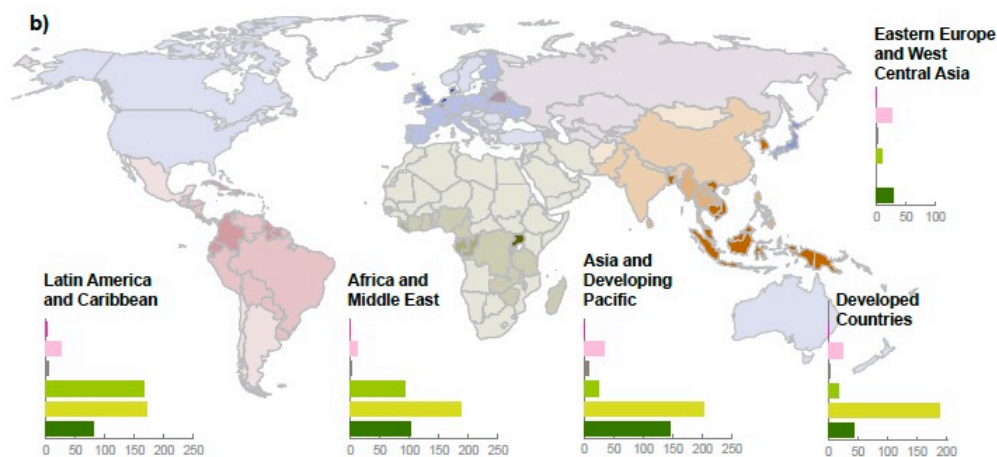 b)
Eastern Europe
and West
Central Asia
0 50 100
Latin America
and Caribbean
0 50 100 150 200 250
Africa and
Middle East
0 50 100 150 200 250
Asia and
Developing
Pacific
0 50 100 150 200 250
Developed
Countries
0 50 100 150 200